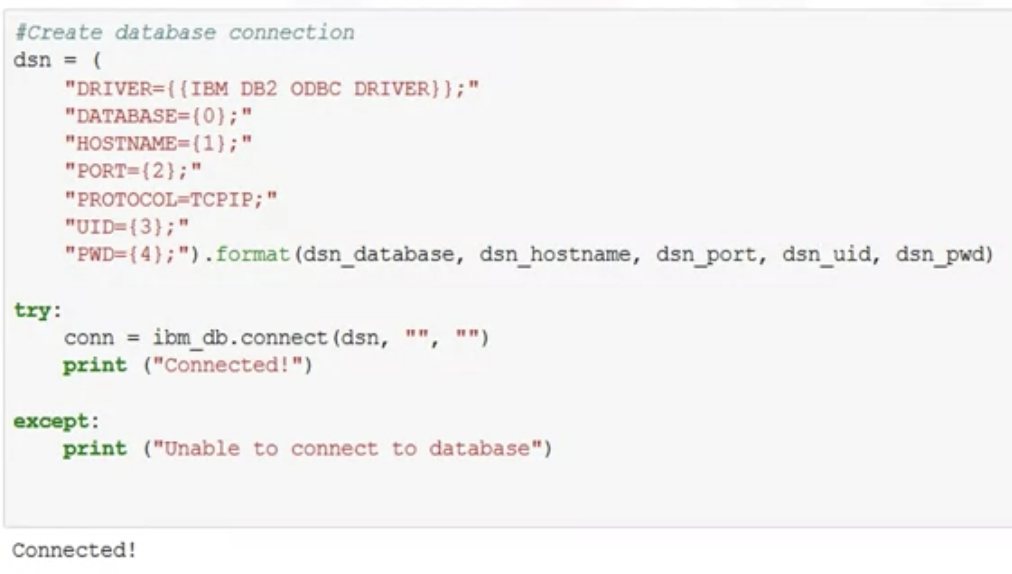 #Create database connection
dsn = (
    "DRIVER={{IBM DB2 ODBC DRIVER}};"
    "DATABASE={0};"
    "HOSTNAME={1};"
    "PORT={2};"
    "PROTOCOL=TCPIP;"
    "UID={3};"
    "PWD={4};").format(dsn_database, dsn_hostname, dsn_port, dsn_uid, dsn_pwd)
try:
    conn = ibm_db.connect(dsn, "", "")
    print ("Connected!")
except:
    print ("Unable to connect to database")
Connected!